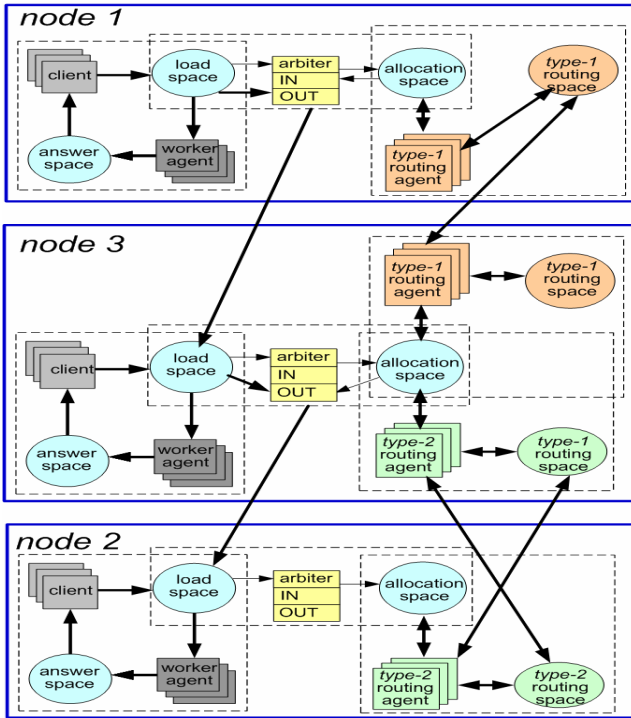 node 1
client
load
space
arbiter
IN
OUT
allocation
space
type-1
routing
space
answer
space
worker
agent
type-1
routing
agent
node 3
type-1
routing
agent
type-1
routing
space
client
load
space
arbiter
IN
OUT
allocation
space
answer
space
worker
agent
type-2
routing
agent
type-1
routing
space
node 2
client
load
space
arbiter
IN
OUT
allocation
space
answer
space
worker
agent
type-2
routing
agent
type-2
routing
space